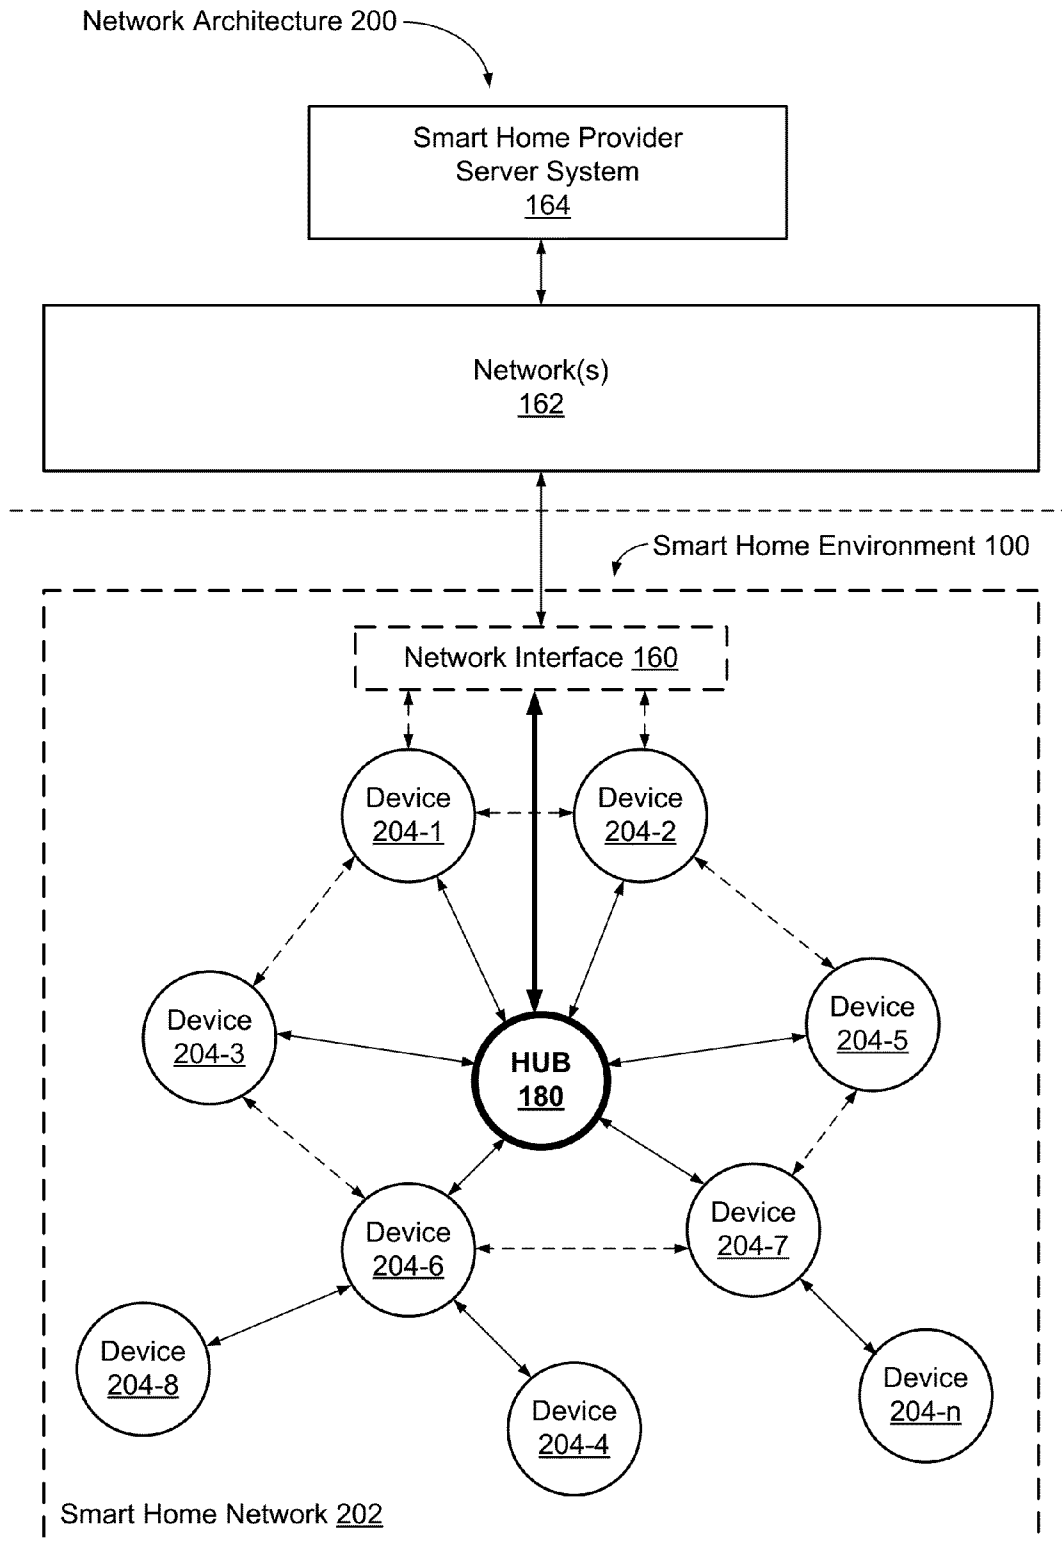 Network Architecture 200
Smart Home Provider
Server System
164
Network(s)
162
Smart Home Environment 100
Network Interface 160
Device
204-1
Device
204-2
Device
204-3
Device
204-5
HUB
180
Device
204-6
Device
204-7
Device
204-8
Device
204-4
Device
204-n
Smart Home Network 202